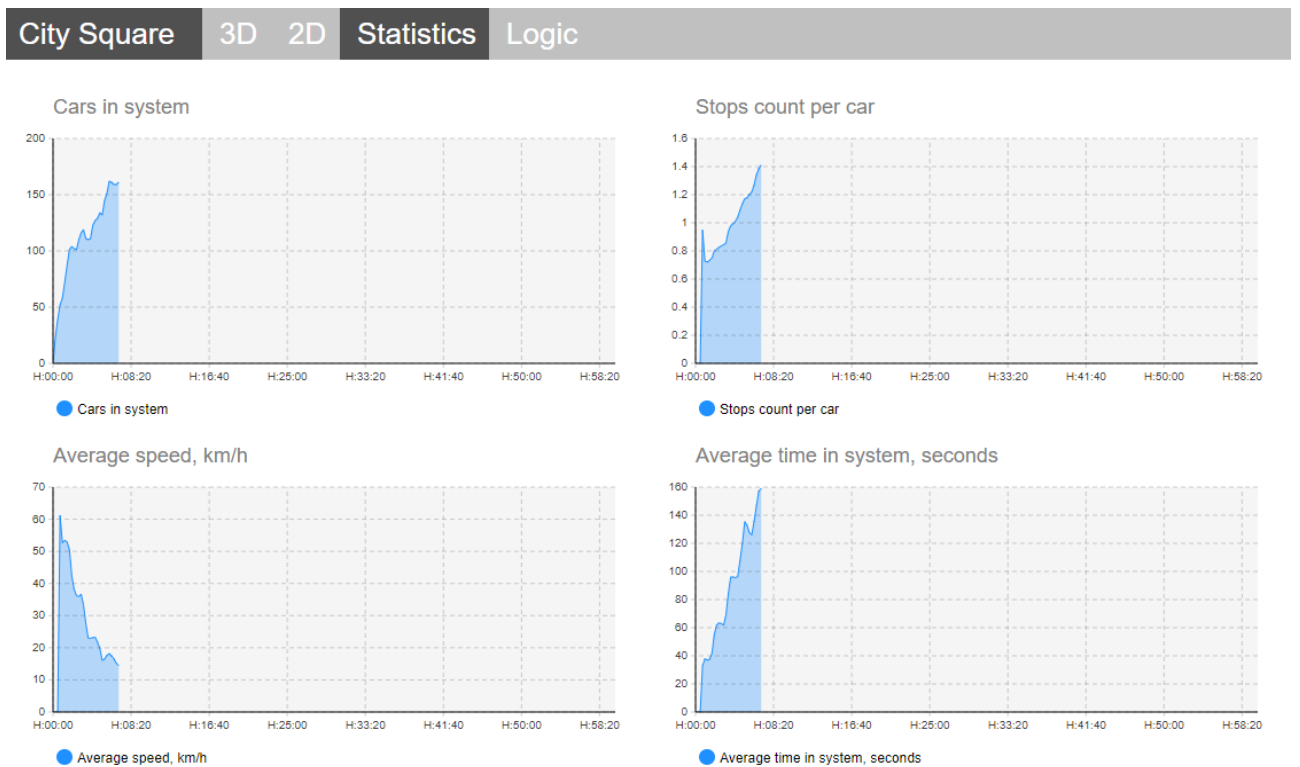 City Square 3D 2D Statistics Logic
Cars in system
200
150
100
50
0
H:00:00 H:08:20 H:16:40 H:25:00 H:33:20 H:41:40 H:50:00 H:58:20
Cars in system
Stops count per car
1.6
1.4
1.2
1
0.8
0.6
0.4
0.2
0
H:00:00 H:08:20 H:16:40 H:25:00 H:33:20 H:41:40 H:50:00 H:58:20
Stops count per car
Average speed, km/h
70
60
50
40
30
20
10
0
H:00:00 H:08:20 H:16:40 H:25:00 H:33:20 H:41:40 H:50:00 H:58:20
Average speed, km/h
Average time in system, seconds
160
140
120
100
80
60
40
20
0
H:00:00 H:08:20 H:16:40 H:25:00 H:33:20 H:41:40 H:50:00 H:58:20
Average time in system, seconds